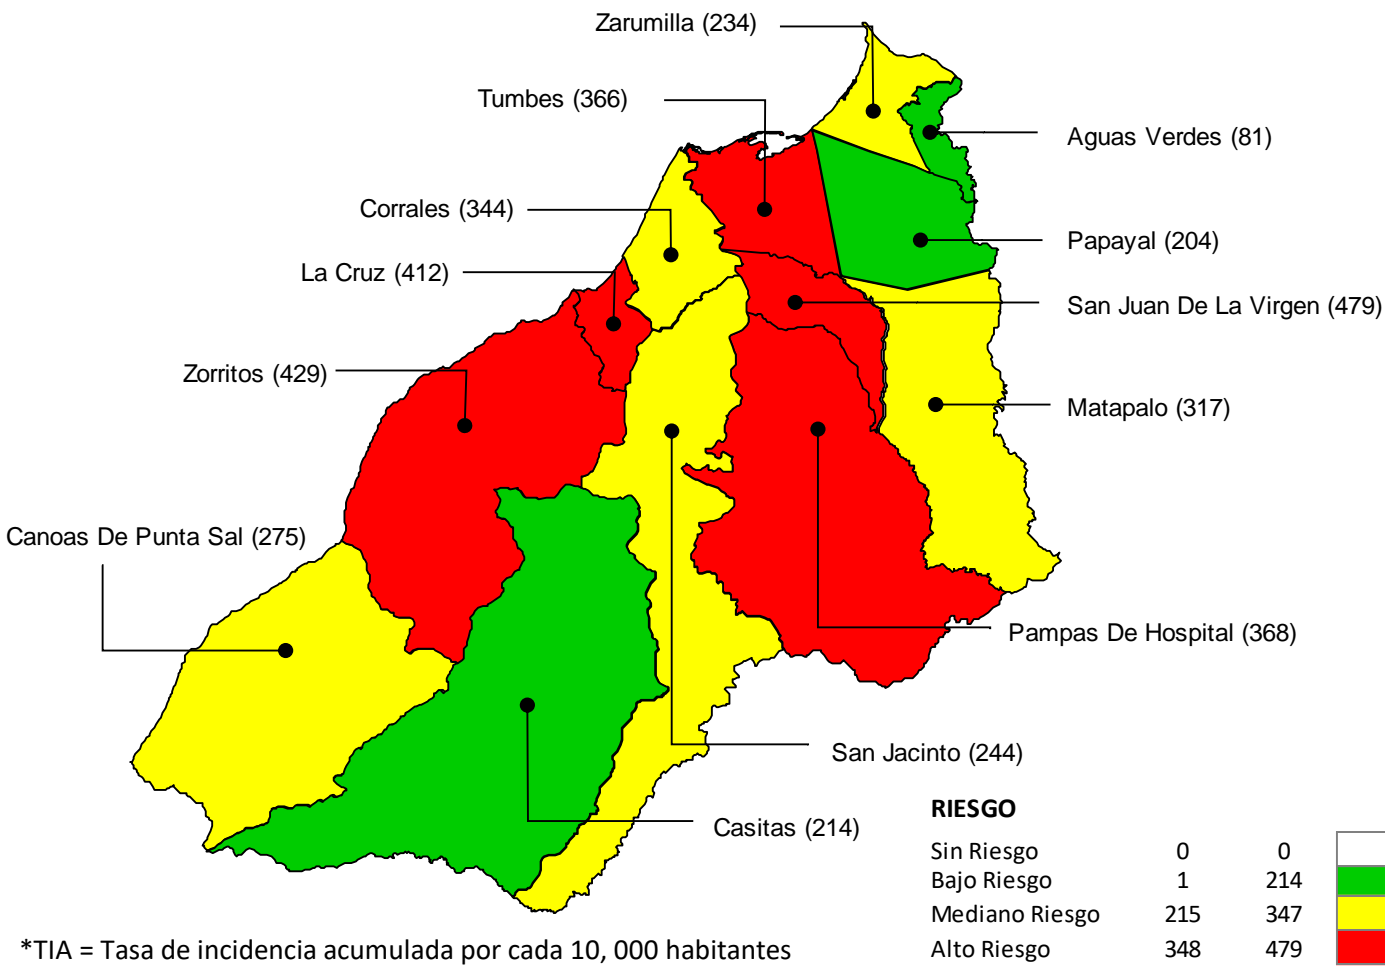 Zarumilla (234)
Tumbes (366)
Aguas Verdes (81)
Corrales (344)
Papayal (204)
La Cruz (412)
San Juan De La Virgen (479)
Zorritos (429)
Matapalo (317)
Canoas De Punta Sal (275)
Pampas De Hospital (368)
San Jacinto (244)
Casitas (214)
RIESGO
Sin Riesgo 0 0
Bajo Riesgo 1 214
Mediano Riesgo 215 347
Alto Riesgo 348 479
*TIA = Tasa de incidencia acumulada por cada 10, 000 habitantes